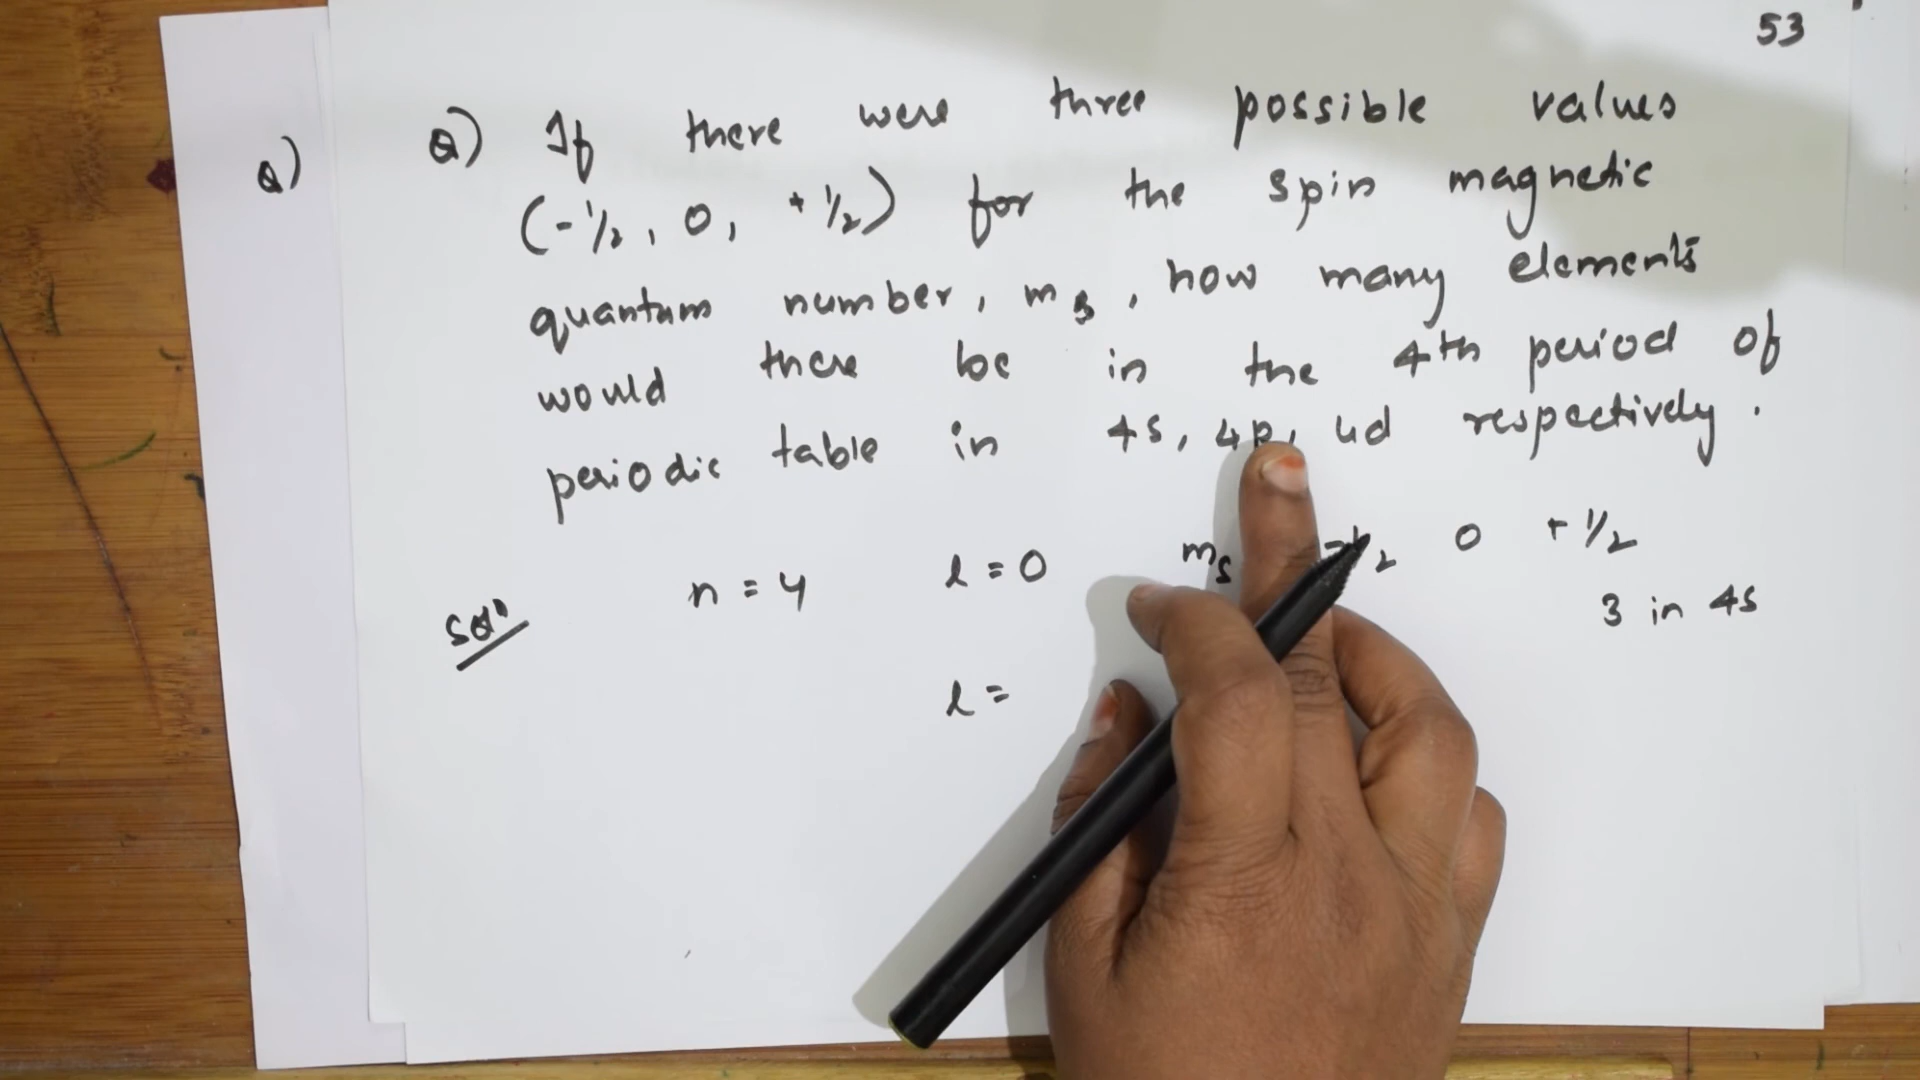 53
Q) Q) If there were three possible values
(-1/2, 0, +1/2) for the spin magnetic
quantum number, ms, how many elements
would there be in the 4th period of
periodic table in 4s, 4p, 4d respectively.
Solⁿ n = 4 l = 0 ms -1/2 0 +1/2
3 in 4s
l =